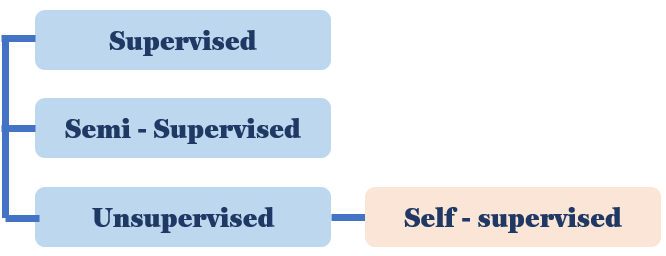 Supervised
Semi - Supervised
Unsupervised
Self - supervised